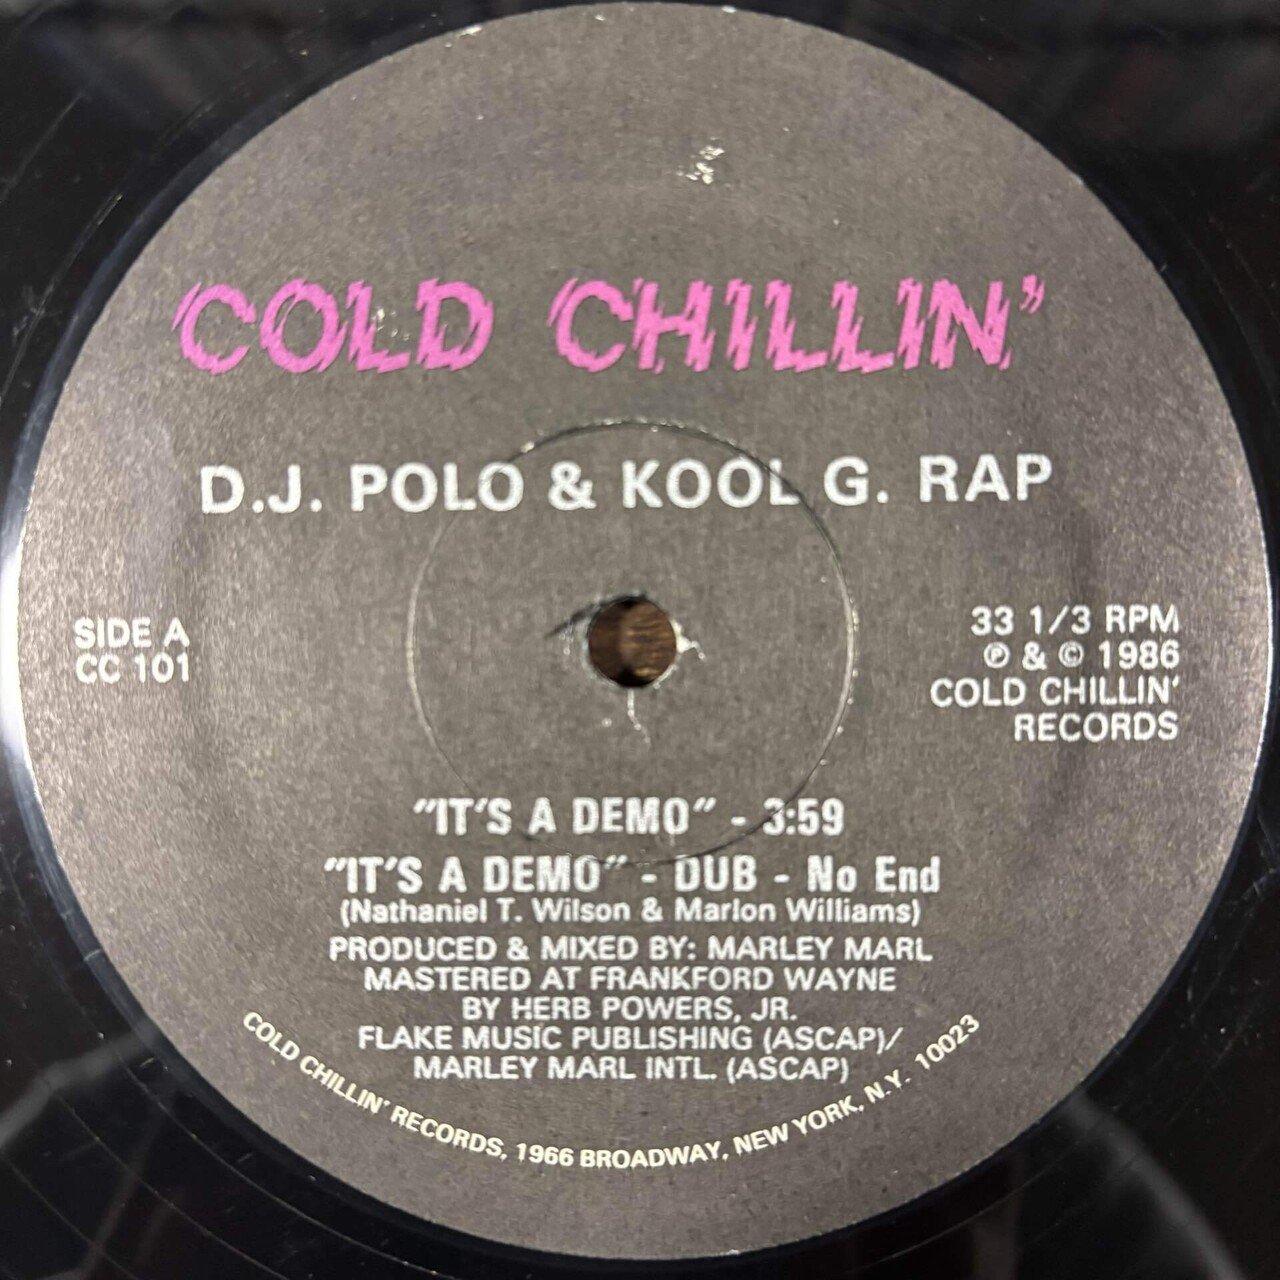 COLD CHILLIN'
D.J. POLO & KOOL G. RAP
SIDE A
CC 101
33 1/3 RPM
℗ & © 1986
COLD CHILLIN'
RECORDS
"IT'S A DEMO" - 3:59
"IT'S A DEMO" - DUB - No End
(Nathaniel T. Wilson & Marlon Williams)
PRODUCED & MIXED BY: MARLEY MARL
MASTERED AT FRANKFORD WAYNE
BY HERB POWERS, JR.
FLAKE MUSIC PUBLISHING (ASCAP)/
MARLEY MARL INTL. (ASCAP)
COLD CHILLIN' RECORDS, 1966 BROADWAY, NEW YORK, N.Y. 10023